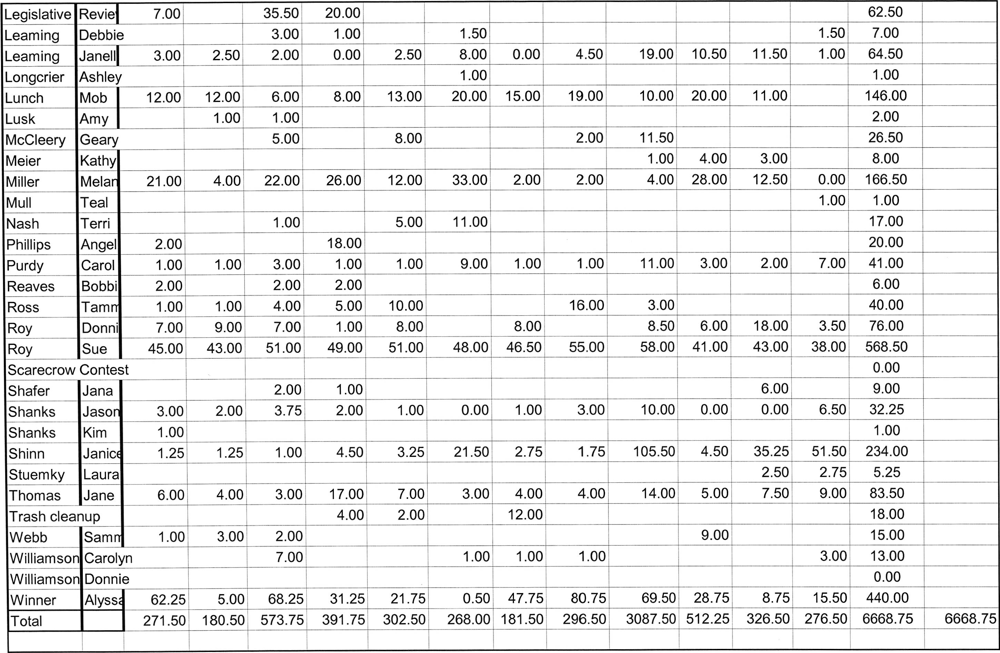 Legislative Revie 7.00 35.50 20.00 62.50
Leaming Debbie 3.00 1.00 1.50 1.50 7.00
Leaming Janell 3.00 2.50 2.00 0.00 2.50 8.00 0.00 4.50 19.00 10.50 11.50 1.00 64.50
Longcrier Ashley 1.00 1.00
Lunch Mob 12.00 12.00 6.00 8.00 13.00 20.00 15.00 19.00 10.00 20.00 11.00 146.00
Lusk Amy 1.00 1.00 2.00
McCleery Geary 5.00 8.00 2.00 11.50 26.50
Meier Kathy 1.00 4.00 3.00 8.00
Miller Melan 21.00 4.00 22.00 26.00 12.00 33.00 2.00 2.00 4.00 28.00 12.50 0.00 166.50
Mull Teal 1.00 1.00
Nash Terri 1.00 5.00 11.00 17.00
Phillips Angel 2.00 18.00 20.00
Purdy Carol 1.00 1.00 3.00 1.00 1.00 9.00 1.00 1.00 11.00 3.00 2.00 7.00 41.00
Reaves Bobbi 2.00 2.00 2.00 6.00
Ross Tamm 1.00 1.00 4.00 5.00 10.00 16.00 3.00 40.00
Roy Donni 7.00 9.00 7.00 1.00 8.00 8.00 8.50 6.00 18.00 3.50 76.00
Roy Sue 45.00 43.00 51.00 49.00 51.00 48.00 46.50 55.00 58.00 41.00 43.00 38.00 568.50
Scarecrow Contest 0.00
Shafer Jana 2.00 1.00 6.00 9.00
Shanks Jason 3.00 2.00 3.75 2.00 1.00 0.00 1.00 3.00 10.00 0.00 0.00 6.50 32.25
Shanks Kim 1.00 1.00
Shinn Janice 1.25 1.25 1.00 4.50 3.25 21.50 2.75 1.75 105.50 4.50 35.25 51.50 234.00
Stuemky Laura 2.50 2.75 5.25
Thomas Jane 6.00 4.00 3.00 17.00 7.00 3.00 4.00 4.00 14.00 5.00 7.50 9.00 83.50
Trash cleanup 4.00 2.00 12.00 18.00
Webb Samm 1.00 3.00 2.00 9.00 15.00
Williamson Carolyn 7.00 1.00 1.00 1.00 3.00 13.00
Williamson Donnie 0.00
Winner Alyssa 62.25 5.00 68.25 31.25 21.75 0.50 47.75 80.75 69.50 28.75 8.75 15.50 440.00
Total 271.50 180.50 573.75 391.75 302.50 268.00 181.50 296.50 3087.50 512.25 326.50 276.50 6668.75 6668.75